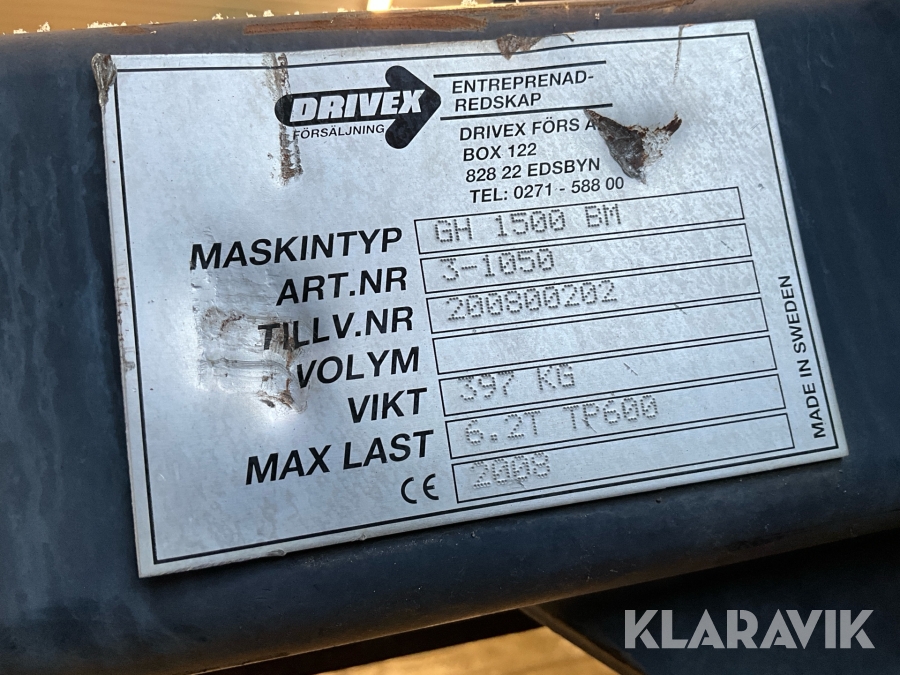 KLARAVIK
DRIVEX
FÖRSÄLJNING
ENTREPRENAD-
REDSKAP
DRIVEX FÖRS
BOX 122
828 22 EDSBYN
TEL: 0271 - 588 00
MASKINTYP GH 1500 BM
ART.NR 3-1050
TILLV.NR 200800202
VOLYM
VIKT 397 KG
MAX LAST 6.2T TP600
CE 2008
MADE IN SWEDEN
KLARAVIK